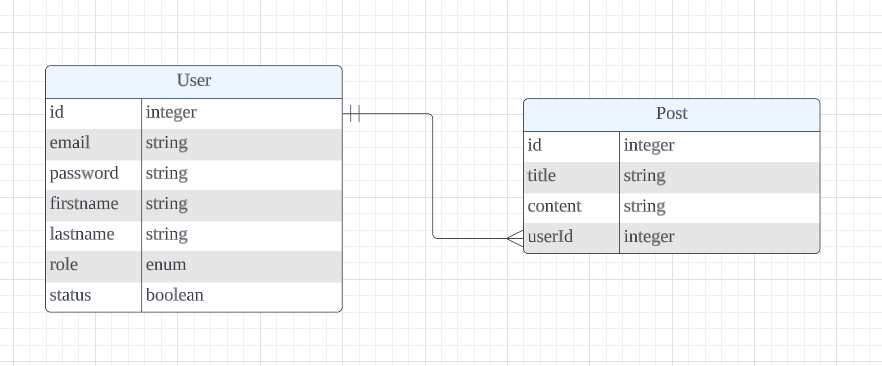 User
id integer
email string
password string
firstname string
lastname string
role enum
status boolean
Post
id integer
title string
content string
userId integer